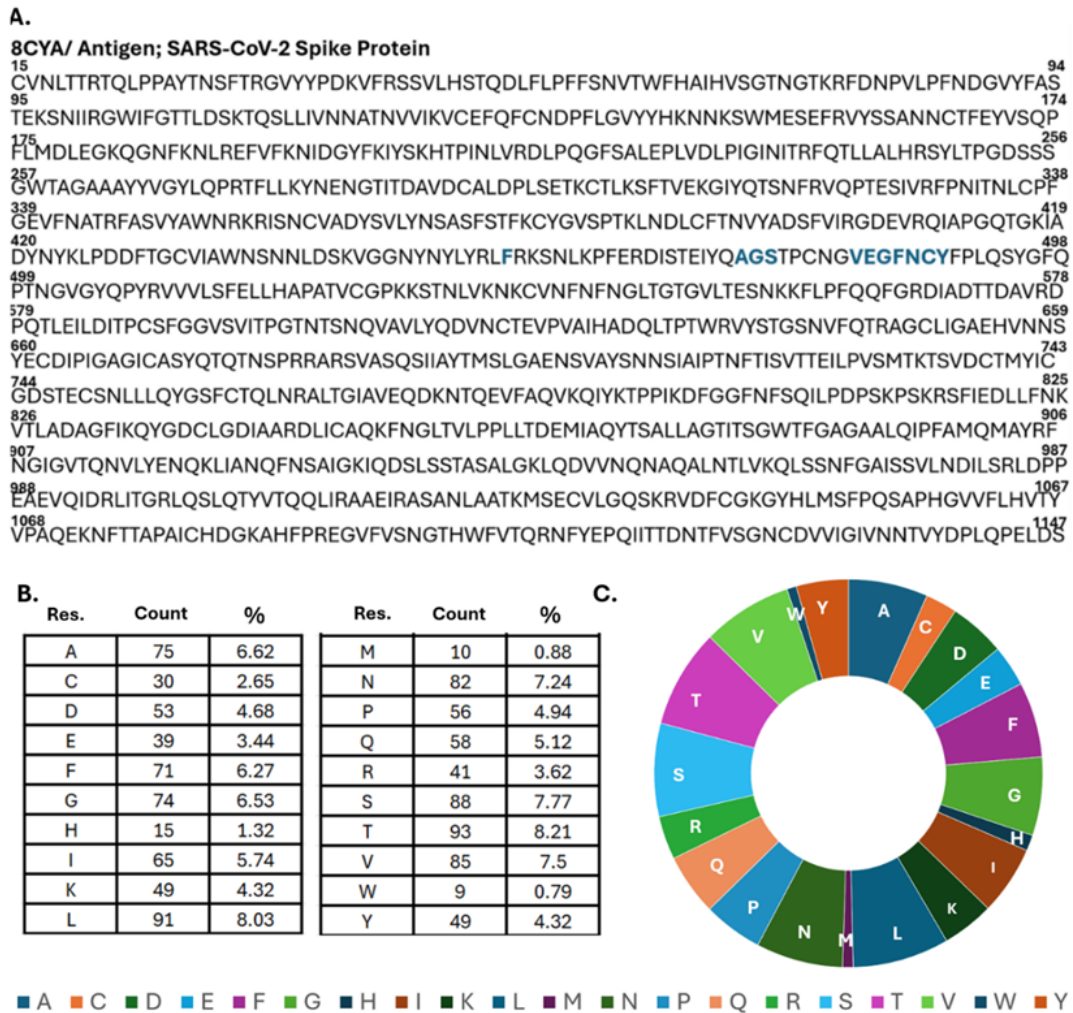 A.
8CYA/ Antigen; SARS-CoV-2 Spike Protein
15 94
CVNLTTRTQLPPAYTNSFTRGVYYPDKVFRSSVLHSTQDLFLPFFSNVTWFHAIHVSGTNGTKRFDNPVLPFNDGVYFAS
95 174
TEKSNIIRGWIFGTTLDSKTQSLLIVNNATNVVIKVCEFQFCNDPFLGVYYHKNNKSWMESEFRVYSSANNCTFEYVSQP
175 256
FLMDLEGKQGNFKNLREFVFKNIDGYFKIYSKHTPINLVRDLPQGFSALEPLVDLPIGINITRFQTLLALHRSYLTPGDSSS
257 338
GWTAGAAAYYVGYLQPRTFLLKYNENGTITDAVDCALDPLSETKCTLKSFTVEKGIYQTSNFRVQPTESIVRFPNITNLCPF
339 419
GEVFNATRFASVYAWNRKRISNCVADYSVLYNSASFSTFKCYGVSPTKLNDLCFTNVYADSFVIRGDEVRQIAPGQTGKIA
420 498
DYNYKLPDDFTGCVIAWNSNNLDSKVGGNYNYLYRLFRKSNLKPFERDISTEIYQAGSTPCNGVEGFNCYFPLQSYGFQ
499 578
PTNGVGYQPYRVVVLSFELLHAPATVCGPKKSTNLVKNKCVNFNFNGLTGTGVLTESNKKFLPFQQFGRDIADTTDAVRD
579 659
PQTLEILDITPCSFGGVSVITPGTNTSNQVAVLYQDVNCTEVPVAIHADQLTPTWRVYSTGSNVFQTRAGCLIGAEHVNNS
660 743
YECDIPIGAGICASYQTQTNSPRRARSVASQSIIAYTMSLGAENSVAYSNNSIAIPTNFTISVTTEILPVSMTKTSVDCTMYIC
744 825
GDSTECSNLLLQYGSFCTQLNRALTGIAVEQDKNTQEVFAQVKQIYKTPPIKDFGGFNFSQILPDPSKPSKRSFIEDLLFNK
826 906
VTLADAGFIKQYGDCLGDIAARDLICAQKFNGLTVLPPLLTDEMIAQYTSALLAGTITSGWTFGAGAALQIPFAMQMAYRF
907 987
NGIGVTQNVLYENQKLIANQFNSAIGKIQDSLSSTASALGKLQDVVNQNAQALNTLVKQLSSNFGAISSVLNDILSRLDPP
988 1067
EAEVQIDRLITGRLQSLQTYVTQQLIRAAEIRASANLAATKMSECVLGQSKRVDFCGKGYHLMSFPQSAPHGVVFLHVTY
1068 1147
VPAQEKNFTTAPAICHDGKAHFPREGVFVSNGTHWFVTQRNFYEPQIITTDNTFVSGNCDVVIGIVNNTVYDPLQPELDS
B.
Res. Count % Res. Count %
A 75 6.62 M 10 0.88
C 30 2.65 N 82 7.24
D 53 4.68 P 56 4.94
E 39 3.44 Q 58 5.12
F 71 6.27 R 41 3.62
G 74 6.53 S 88 7.77
H 15 1.32 T 93 8.21
I 65 5.74 V 85 7.5
K 49 4.32 W 9 0.79
L 91 8.03 Y 49 4.32
C.
A
C
D
E
F
G
H
I
K
L
M
N
P
Q
R
S
T
V
W
Y
A C D E F G H I K L M N P Q R S T V W Y